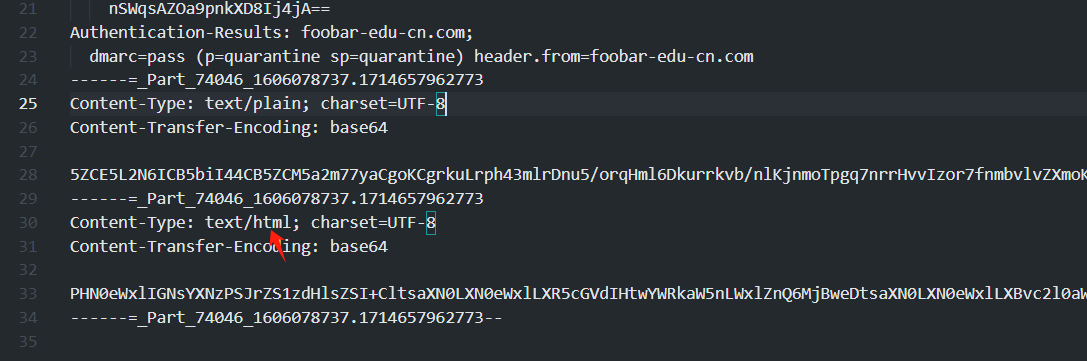 21 nSWqsAZOa9pnkXD8Ij4jA==
22 Authentication-Results: foobar-edu-cn.com;
23 dmarc=pass (p=quarantine sp=quarantine) header.from=foobar-edu-cn.com
24 ------=_Part_74046_1606078737.1714657962773
25 Content-Type: text/plain; charset=UTF-8
26 Content-Transfer-Encoding: base64
27
28 5ZCE5L2N6ICB5biI44CB5ZCM5a2m77yaCgoKCgrkuLrph43mlrDnu5/orqHml6Dkurrkvb/nlKjnmoTpgq7nrrHvvIzor7fnmbvlvZXmoK
29 ------=_Part_74046_1606078737.1714657962773
30 Content-Type: text/html; charset=UTF-8
31 Content-Transfer-Encoding: base64
32
33 PHN0eWxlIGNsYXNzPSJrZS1zdHlsZSI+CltsaXN0LXN0eWxlLXR5cGVdIHtwYWRkaW5nLWxlZnQ6MjBweDtsaXN0LXN0eWxlLXBvc2l0aW
34 ------=_Part_74046_1606078737.1714657962773--
35